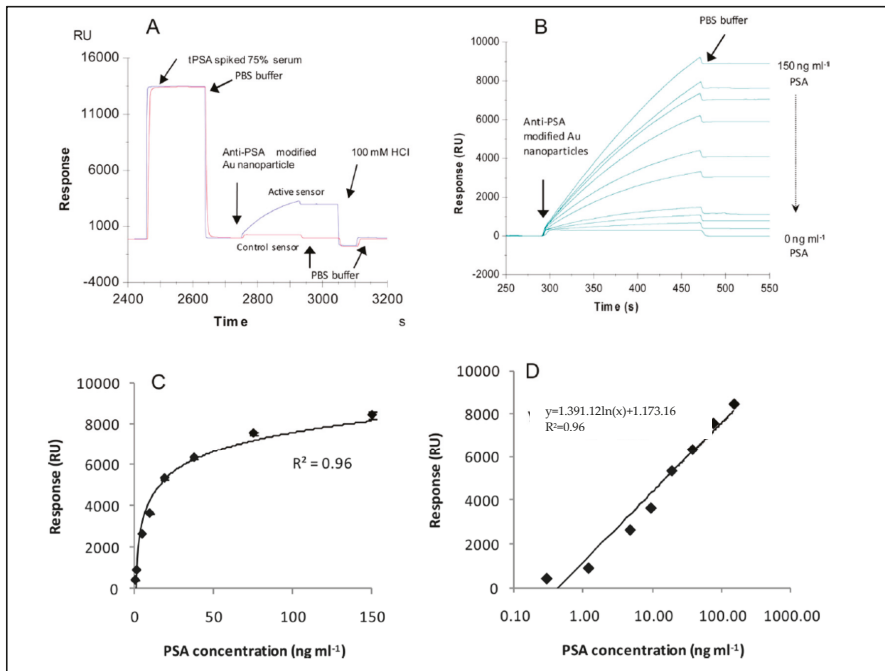 A
RU
16000
11000
6000
1000
-4000
Response
tPSA spiked 75% serum
PBS buffer
Anti-PSA modified
Au nanoparticle
100 mM HCl
Active sensor
Control sensor
PBS buffer
2400 2600 2800 3000 3200
Time s
B
10000
8000
6000
4000
2000
0
-2000
Response (RU)
PBS buffer
150 ng ml-1
PSA
Anti-PSA
modified Au
nanoparticles
0 ng ml-1
PSA
250 300 350 400 450 500 550
Time (s)
C
10000
8000
6000
4000
2000
0
Response (RU)
R² = 0.96
0 50 100 150
PSA concentration (ng ml-1)
D
10000
8000
6000
4000
2000
0
Response (RU)
y=1.391.12ln(x)+1.173.16
R²=0.96
0.10 1.00 10.00 100.00 1000.00
PSA concentration (ng ml-1)